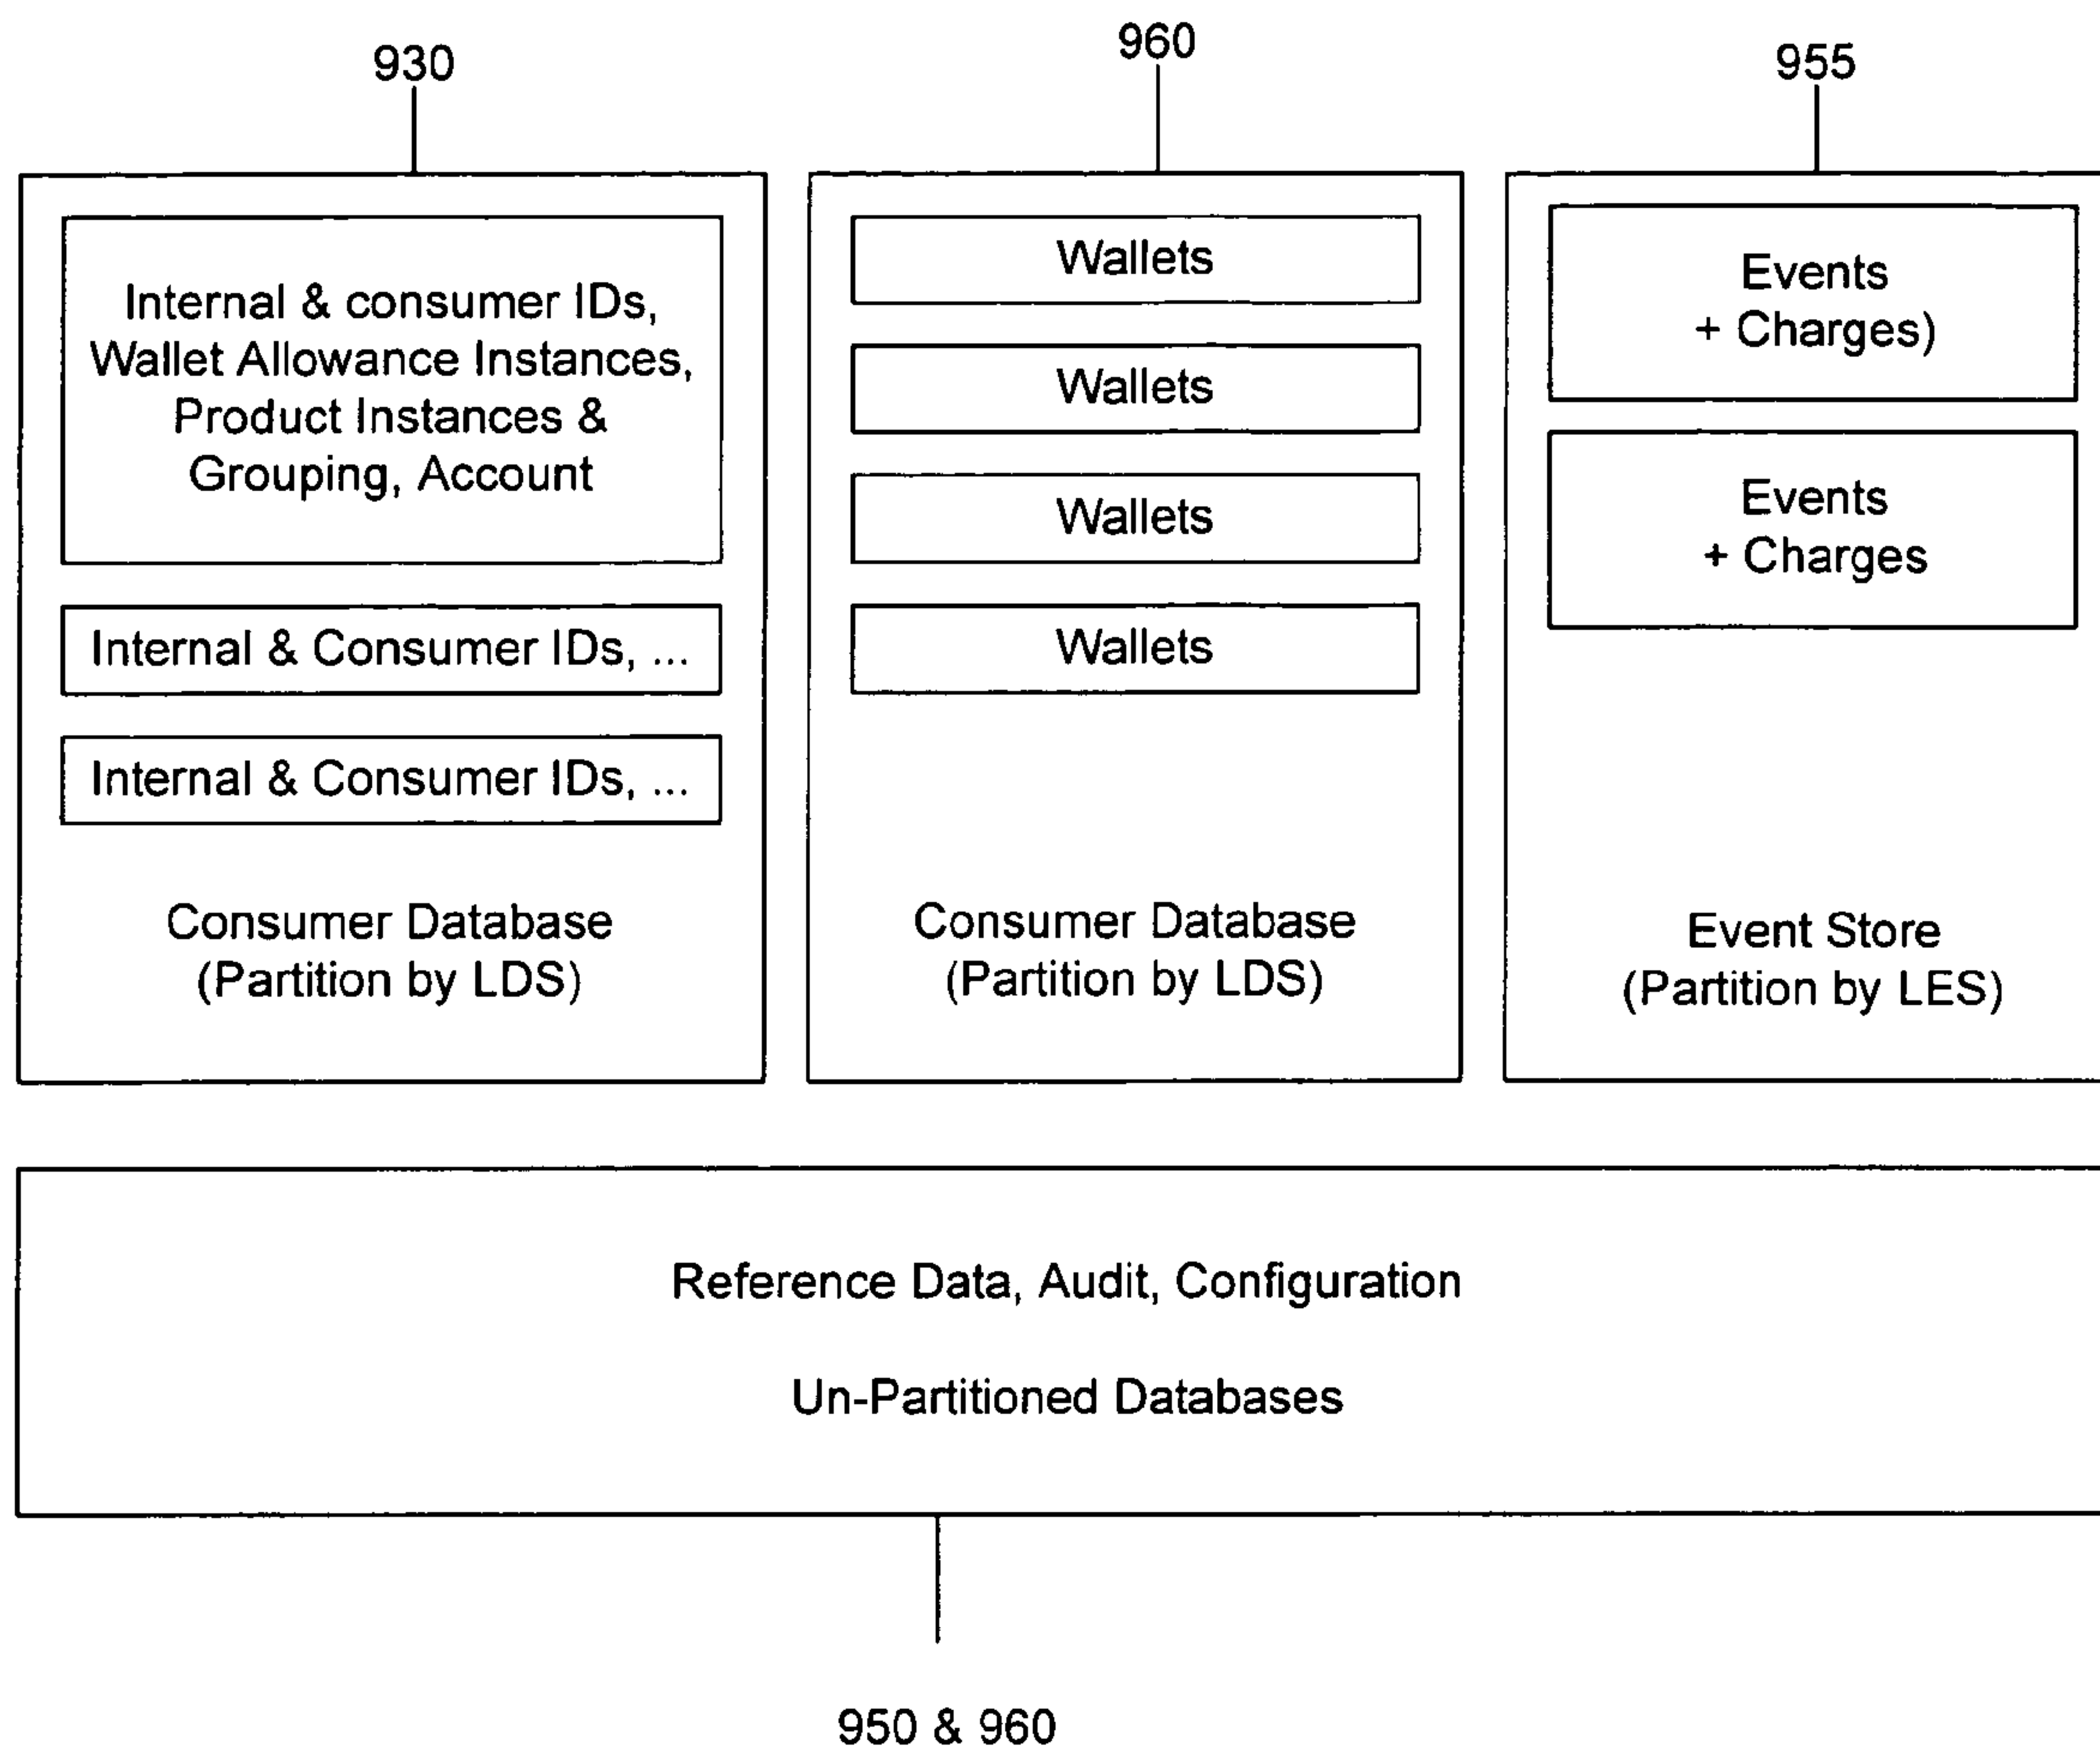 930
960
955
Internal & consumer IDs,
Wallet Allowance Instances,
Product Instances &
Grouping, Account
Internal & Consumer IDs, ...
Internal & Consumer IDs, ...
Consumer Database
(Partition by LDS)
Wallets
Wallets
Wallets
Wallets
Consumer Database
(Partition by LDS)
Events
+ Charges)
Events
+ Charges
Event Store
(Partition by LES)
Reference Data, Audit, Configuration
Un-Partitioned Databases
950 & 960